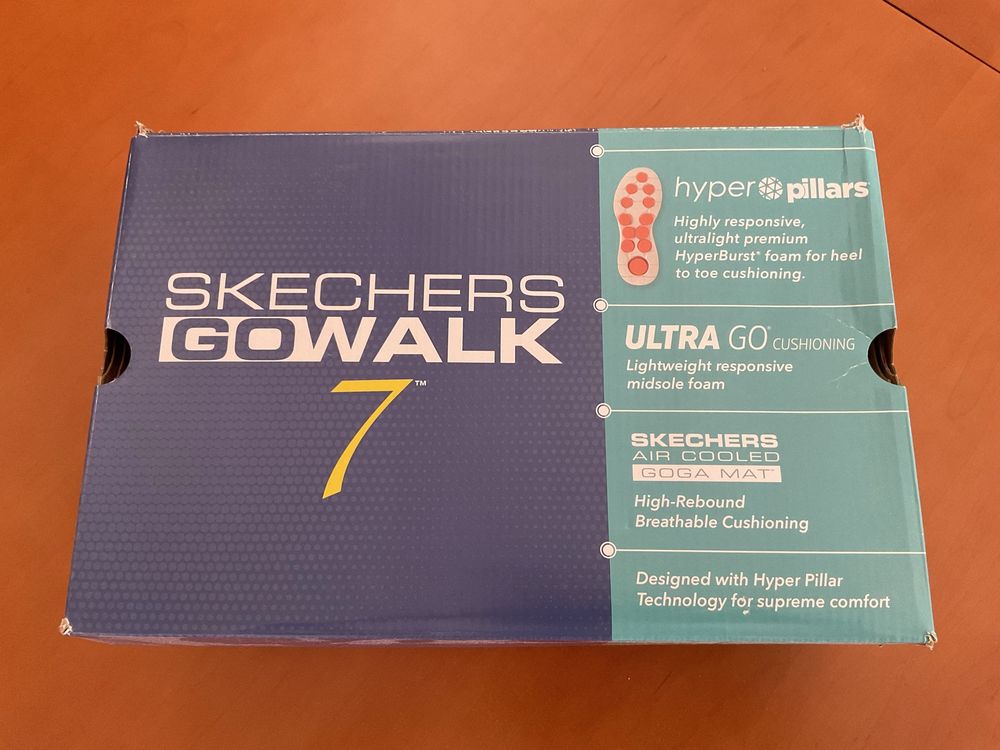 SKECHERS
GOWALK
7™
hyper pillars
Highly responsive,
ultralight premium
HyperBurst® foam for heel
to toe cushioning.
ULTRA GO® CUSHIONING
Lightweight responsive
midsole foam
SKECHERS
AIR COOLED
GOGA MAT™
High-Rebound
Breathable Cushioning
Designed with Hyper Pillar
Technology for supreme comfort